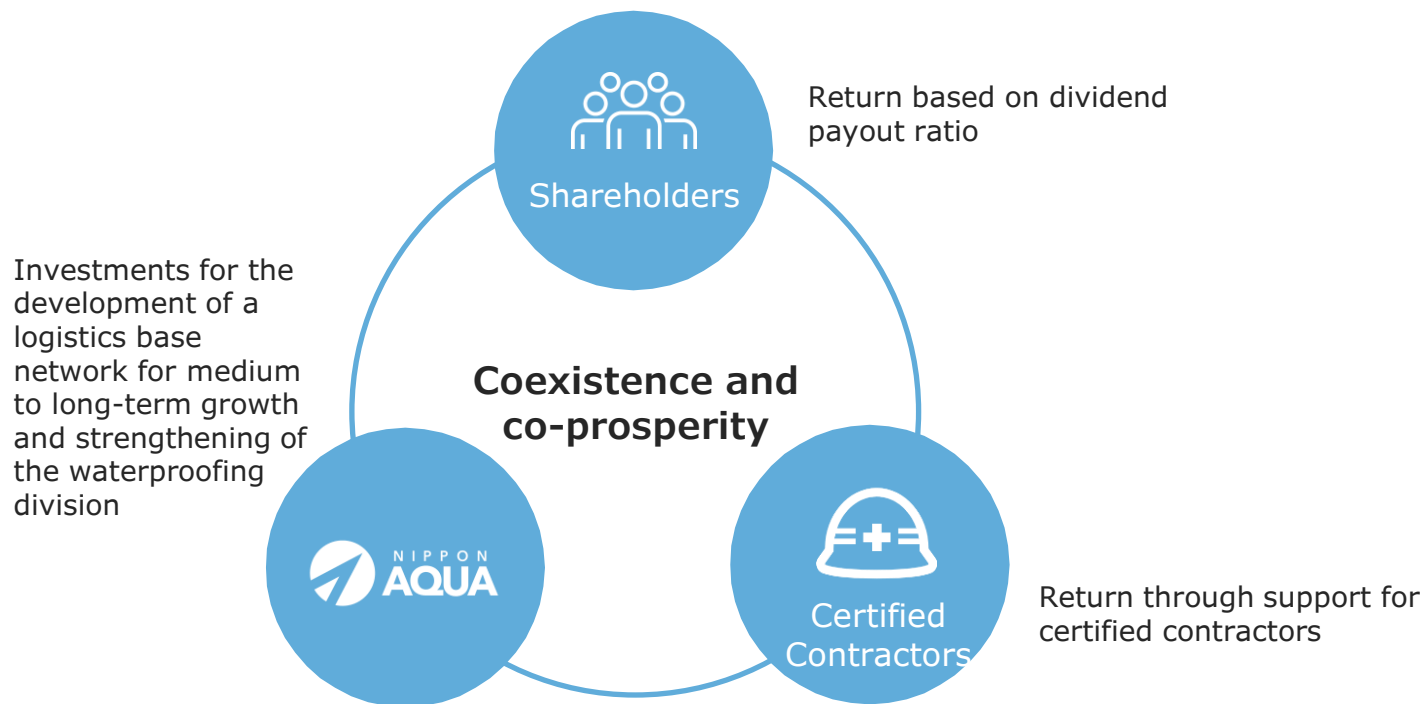 Shareholders
Return based on dividend
payout ratio
Investments for the
development of a
logistics base
network for medium
to long-term growth
and strengthening of
the waterproofing
division
Coexistence and
co-prosperity
NIPPON
AQUA
Certified
Contractors
Return through support for
certified contractors